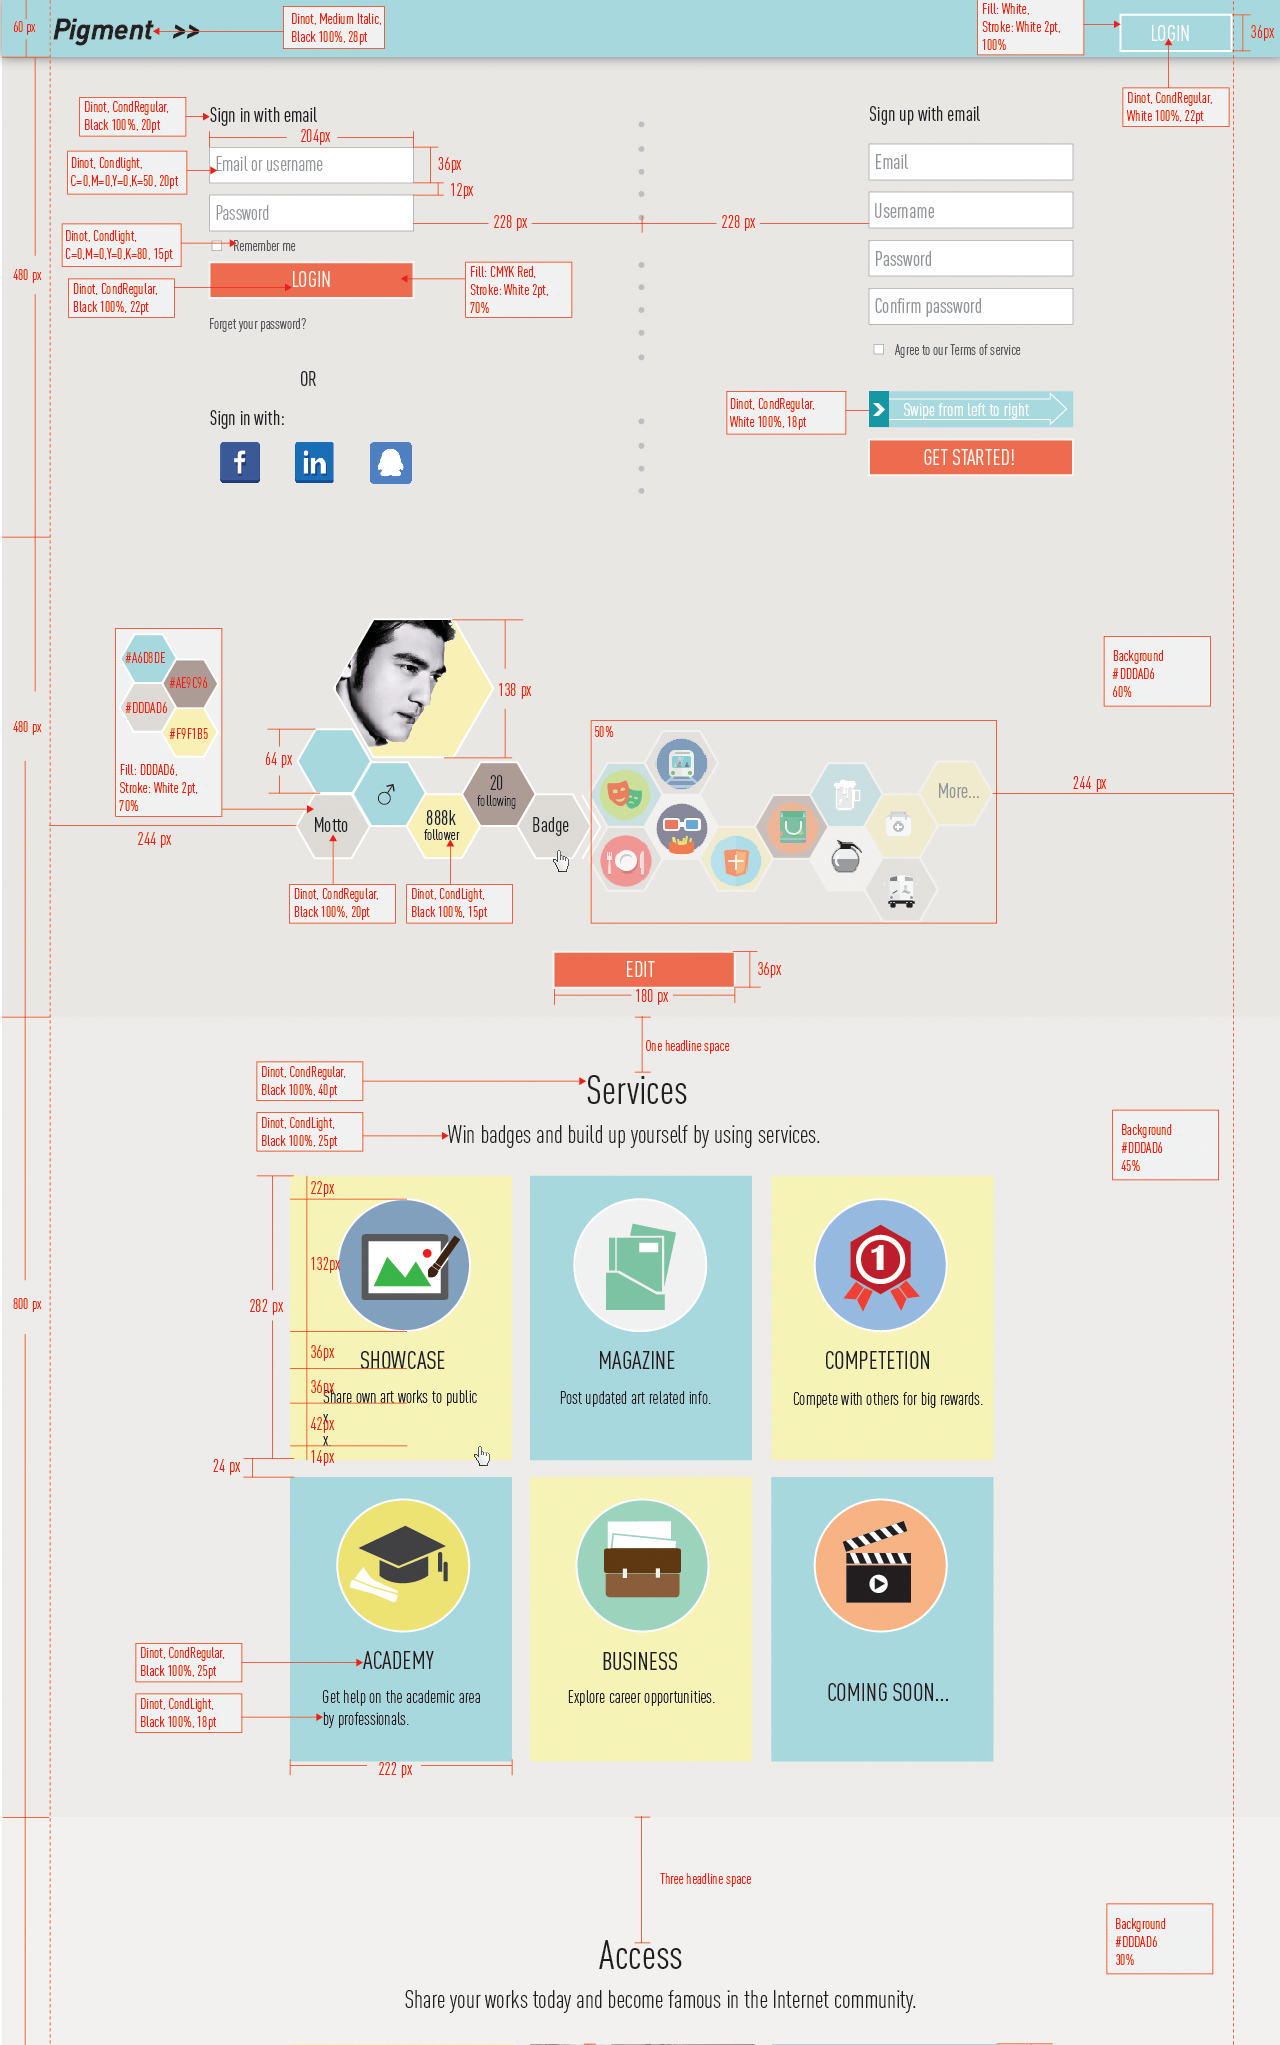 60 px
Pigment >>
Dinot, Medium Italic,
Black 100%, 28pt
Fill: White,
Stroke: White 2pt,
100%
LOGIN
36px
Dinot, CondRegular,
White 100%, 22pt
Dinot, CondRegular,
Black 100%, 20pt
Sign in with email
204px
Sign up with email
Dinot, Condlight,
C=0,M=0,Y=0,K=50, 20pt
Email or username
36px
Email
12px
Password
228 px
228 px
Username
Dinot, Condlight,
C=0,M=0,Y=0,K=80, 15pt
Remember me
Password
480 px
Dinot, CondRegular,
Black 100%, 22pt
LOGIN
Fill: CMYK Red,
Stroke: White 2pt,
70%
Confirm password
Forget your password?
Agree to our Terms of service
OR
Sign in with:
Dinot, CondRegular,
White 100%, 18pt
Swipe from left to right
f
in
GET STARTED!
#A6D8DE
#AE9C96
#DDDAD6
#F9F1B5
Fill: DDDAD6,
Stroke: White 2pt,
70%
138 px
Background
#DDDAD6
60%
480 px
50%
64 px
20
following
888k
follower
Motto
Badge
More...
244 px
244 px
Dinot, CondRegular,
Black 100%, 20pt
Dinot, CondLight,
Black 100%, 15pt
EDIT
36px
180 px
One headline space
Dinot, CondRegular,
Black 100%, 40pt
Services
Dinot, CondLight,
Black 100%, 25pt
Win badges and build up yourself by using services.
Background
#DDDAD6
45%
22px
132px
1
282 px
800 px
36px
SHOWCASE
MAGAZINE
COMPETETION
36px
Share own art works to public
Post updated art related info.
Compete with others for big rewards.
x
42px
x
14px
24 px
Dinot, CondRegular,
Black 100%, 25pt
ACADEMY
BUSINESS
COMING SOON...
Dinot, CondLight,
Black 100%, 18pt
Get help on the academic area
by professionals.
Explore career opportunities.
222 px
Three headline space
Background
#DDDAD6
30%
Access
Share your works today and become famous in the Internet community.